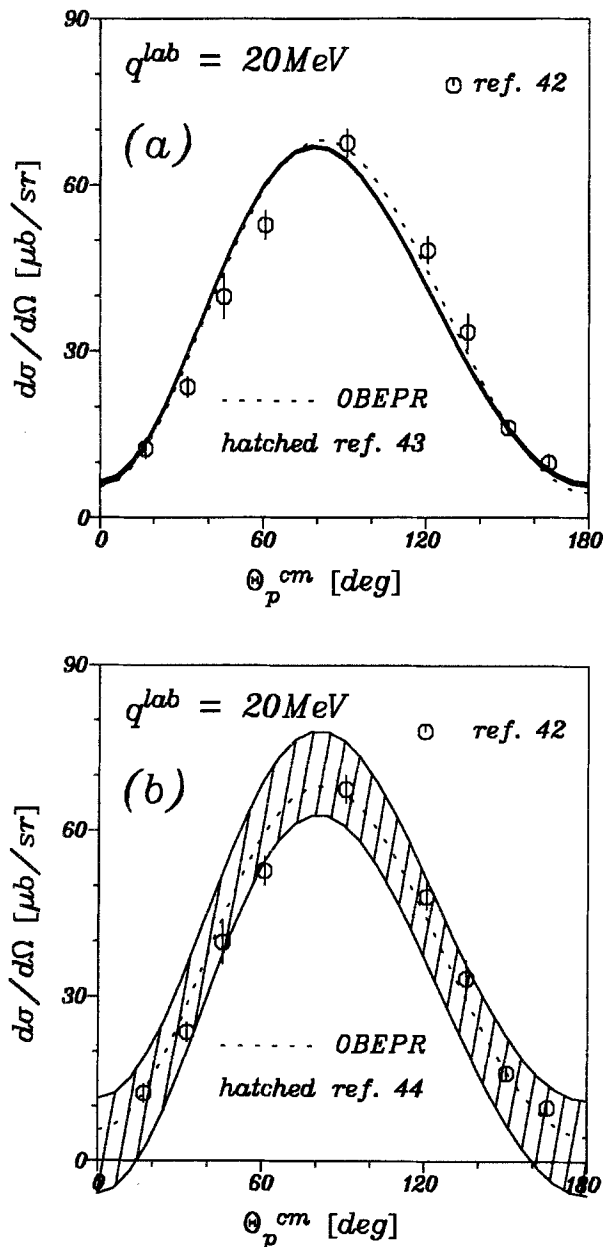 90
q^lab = 20MeV
ref. 42
(a)
60
dσ/dΩ [μb/sr]
30
OBEPR
hatched ref. 43
0
0 60 120 180
Θ_p^cm [deg]
90
q^lab = 20MeV
ref. 42
(b)
60
dσ/dΩ [μb/sr]
30
OBEPR
hatched ref. 44
0
0 60 120 180
Θ_p^cm [deg]